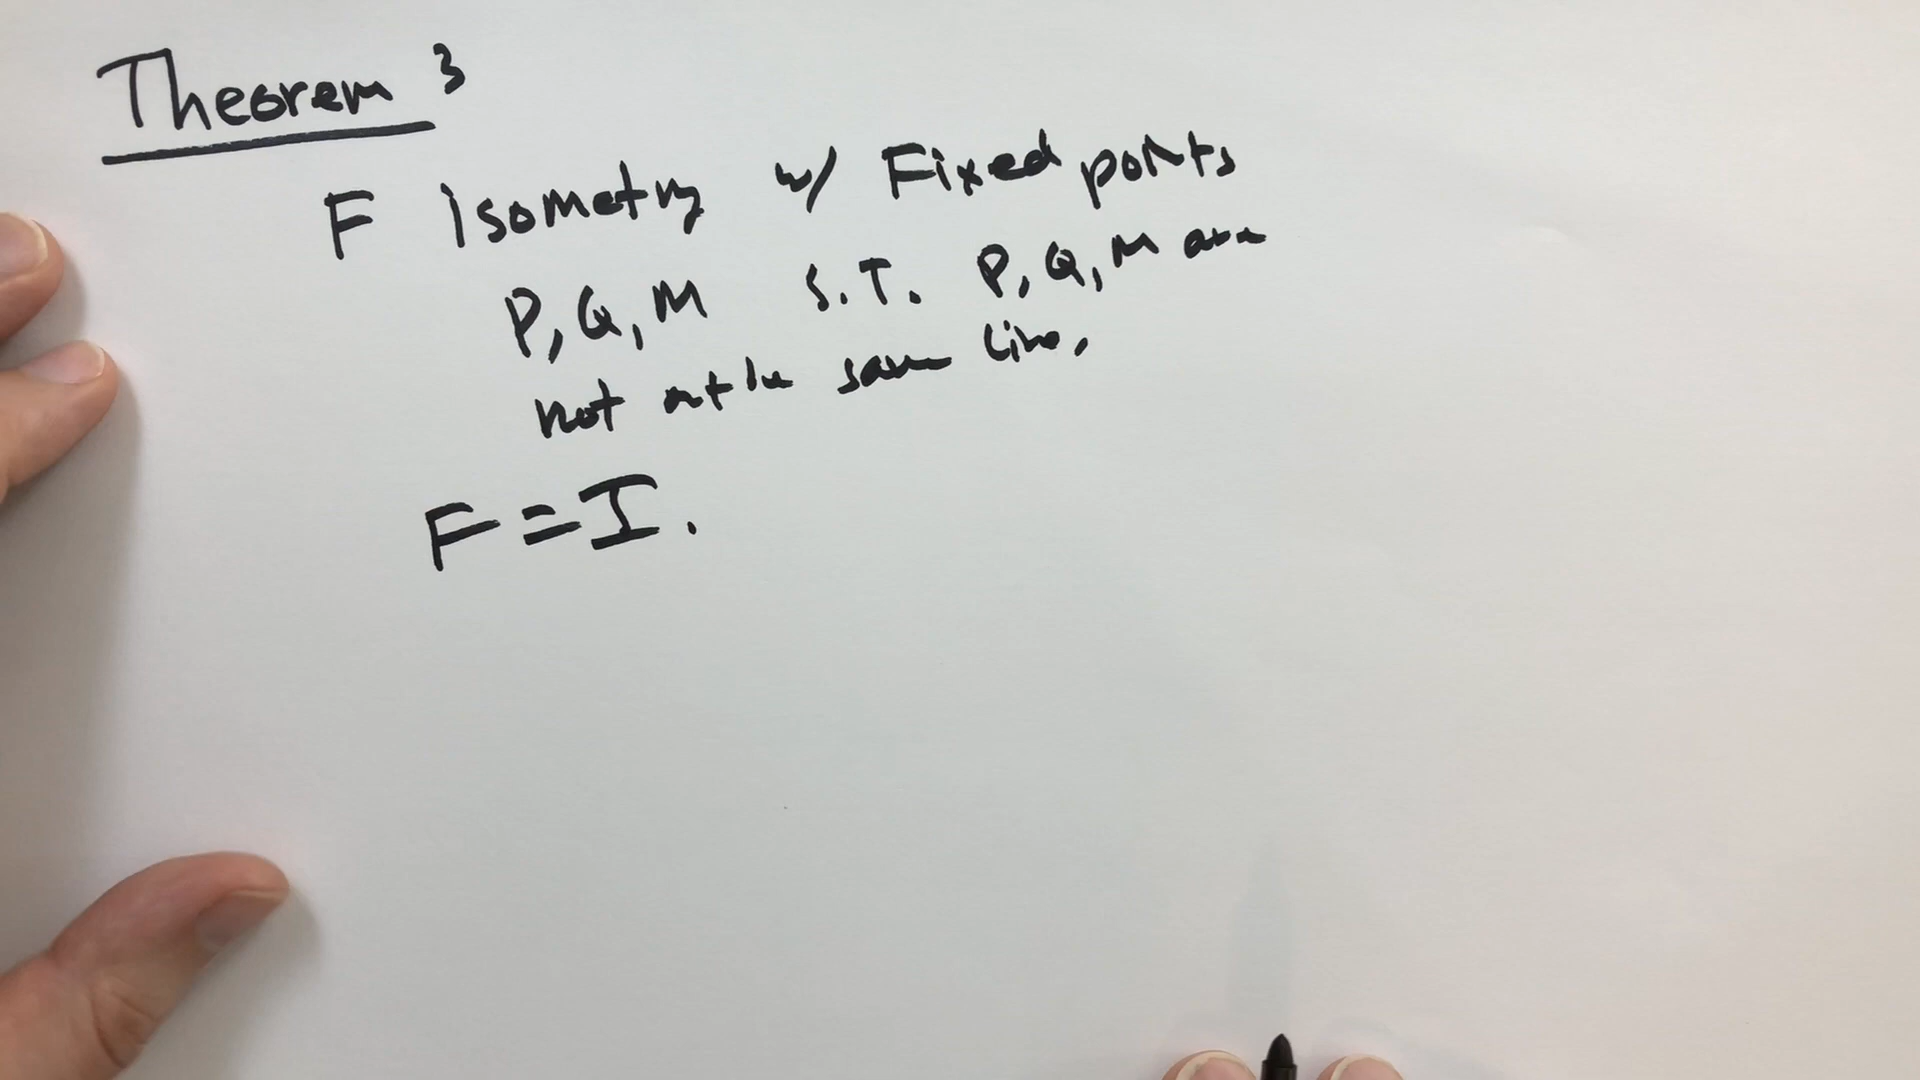 Theorem 3
F isometry w/ Fixed points
P, Q, M S.T. P, Q, M are
not on the same line.
F = I.